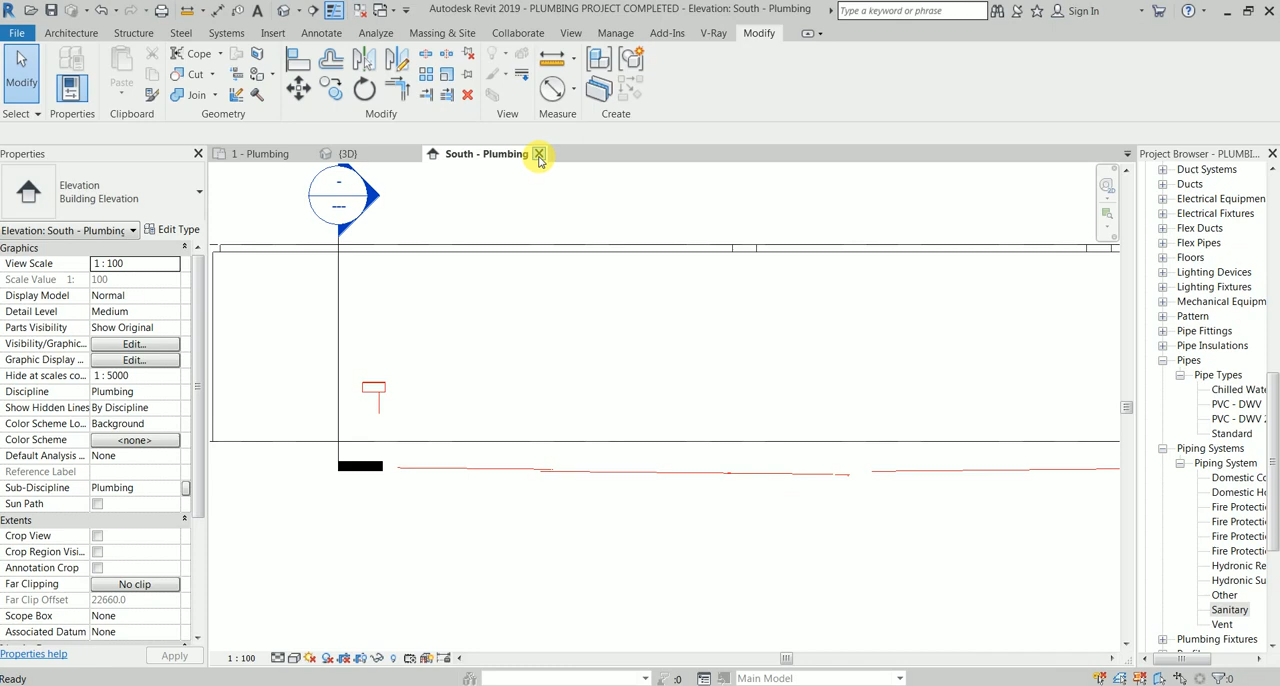 Autodesk Revit 2019 - PLUMBING PROJECT COMPLETED - Elevation: South - Plumbing
Type a keyword or phrase
Sign In
File Architecture Structure Steel Systems Insert Annotate Analyze Massing & Site Collaborate View Manage Add-Ins V-Ray Modify
Modify
Properties
Paste
Cope
Cut
Join
Select Properties Clipboard Geometry Modify View Measure Create
Properties
1 - Plumbing
{3D}
South - Plumbing
Project Browser - PLUMBI...
Elevation
Building Elevation
Elevation: South - Plumbing
Edit Type
Graphics
View Scale 1 : 100
Scale Value 1: 100
Display Model Normal
Detail Level Medium
Parts Visibility Show Original
Visibility/Graphic... Edit...
Graphic Display ... Edit...
Hide at scales co... 1 : 5000
Discipline Plumbing
Show Hidden Lines By Discipline
Color Scheme Lo... Background
Color Scheme <none>
Default Analysis ... None
Reference Label
Sub-Discipline Plumbing
Sun Path
Extents
Crop View
Crop Region Visi...
Annotation Crop
Far Clipping No clip
Far Clip Offset 22660.0
Scope Box None
Associated Datum None
Properties help
Apply
-
---
Duct Systems
Ducts
Electrical Equipmen
Electrical Fixtures
Flex Ducts
Flex Pipes
Floors
Lighting Devices
Lighting Fixtures
Mechanical Equipm
Pattern
Pipe Fittings
Pipe Insulations
Pipes
Pipe Types
Chilled Wate
PVC - DWV
PVC - DWV 2
Standard
Piping Systems
Piping System
Domestic Co
Domestic Ho
Fire Protecti
Fire Protecti
Fire Protecti
Fire Protecti
Hydronic Re
Hydronic Su
Other
Sanitary
Vent
Plumbing Fixtures
1 : 100
Ready
:0
Main Model
:0